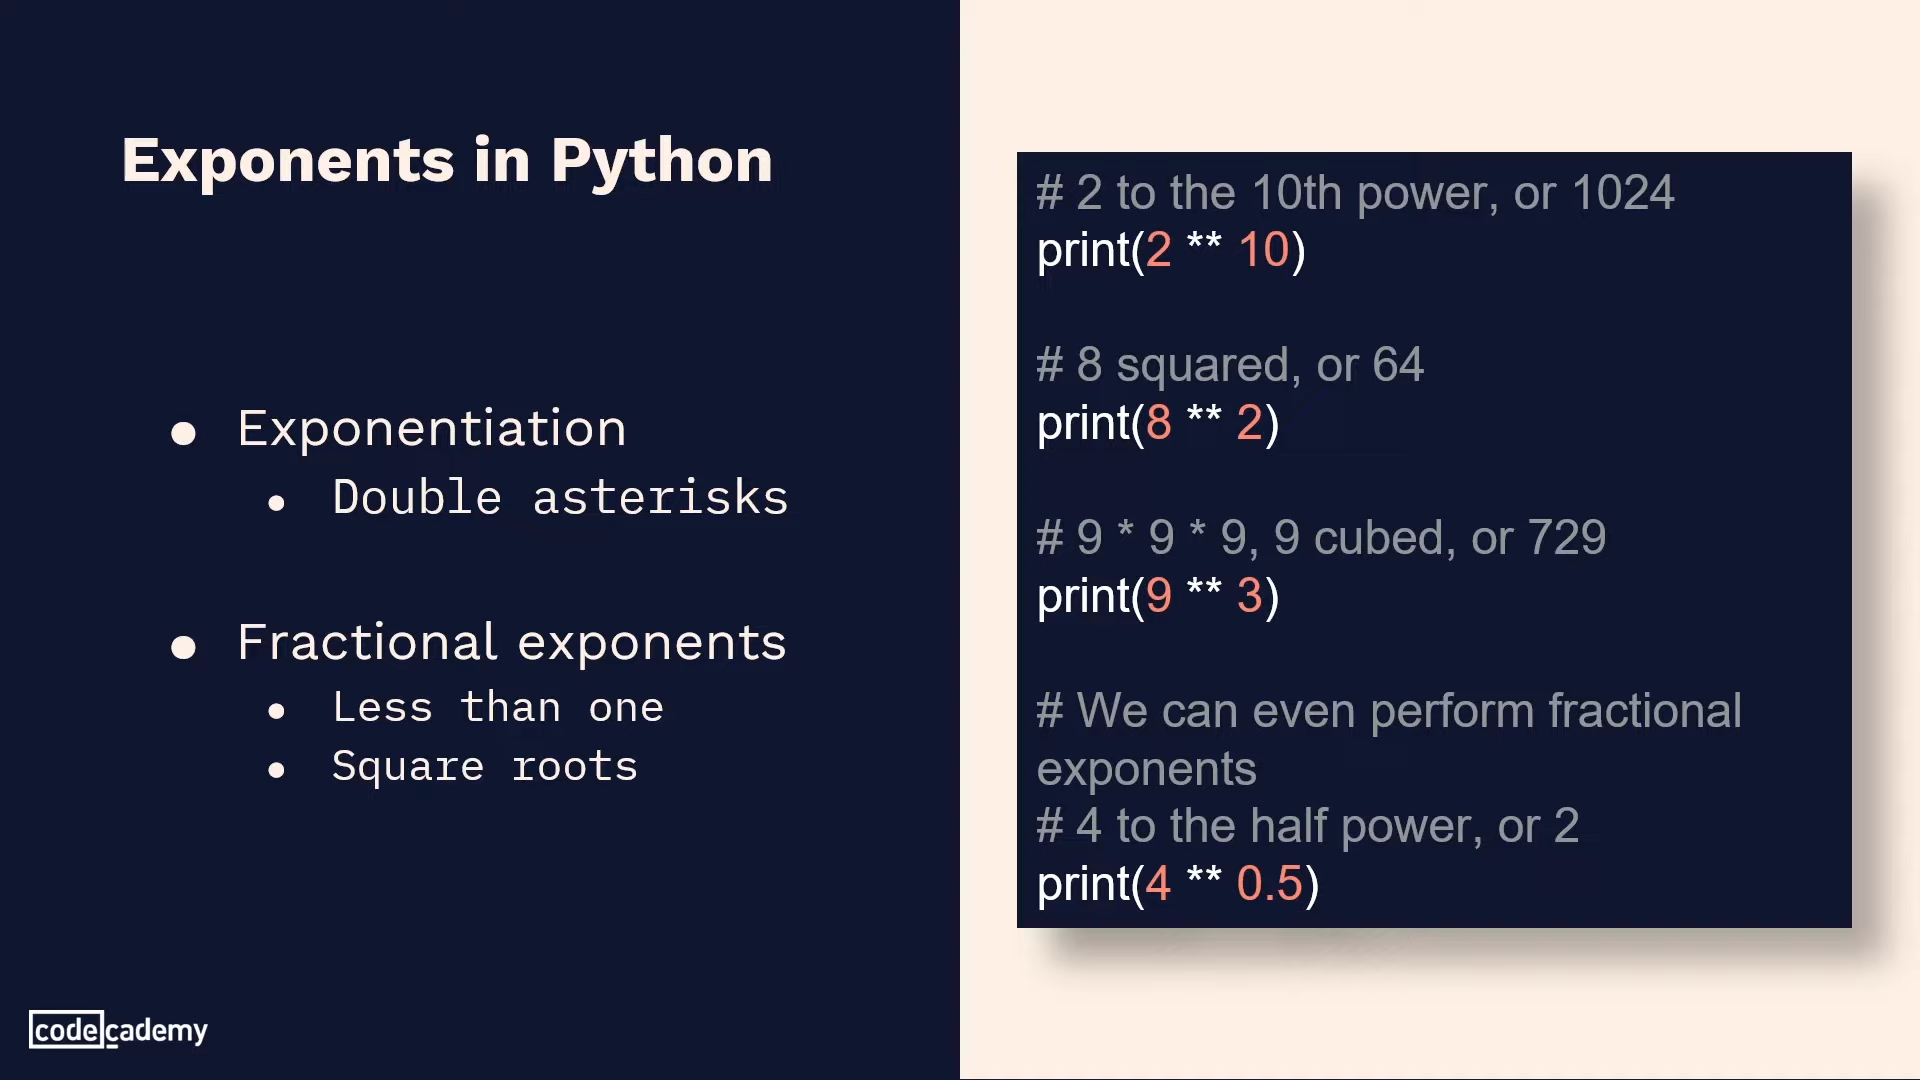 Exponents in Python
● Exponentiation
● Double asterisks
● Fractional exponents
● Less than one
● Square roots
# 2 to the 10th power, or 1024
print(2 ** 10)
# 8 squared, or 64
print(8 ** 2)
# 9 * 9 * 9, 9 cubed, or 729
print(9 ** 3)
# We can even perform fractional
exponents
# 4 to the half power, or 2
print(4 ** 0.5)
codecademy